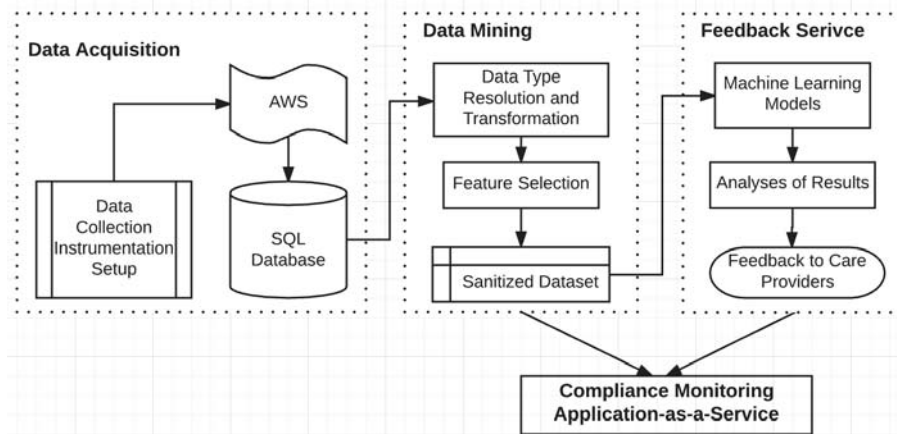 Data Acquisition
AWS
Data
Collection
Instrumentation
Setup
SQL
Database
Data Mining
Data Type
Resolution and
Transformation
Feature Selection
Sanitized Dataset
Feedback Serivce
Machine Learning
Models
Analyses of Results
Feedback to Care
Providers
Compliance Monitoring
Application-as-a-Service